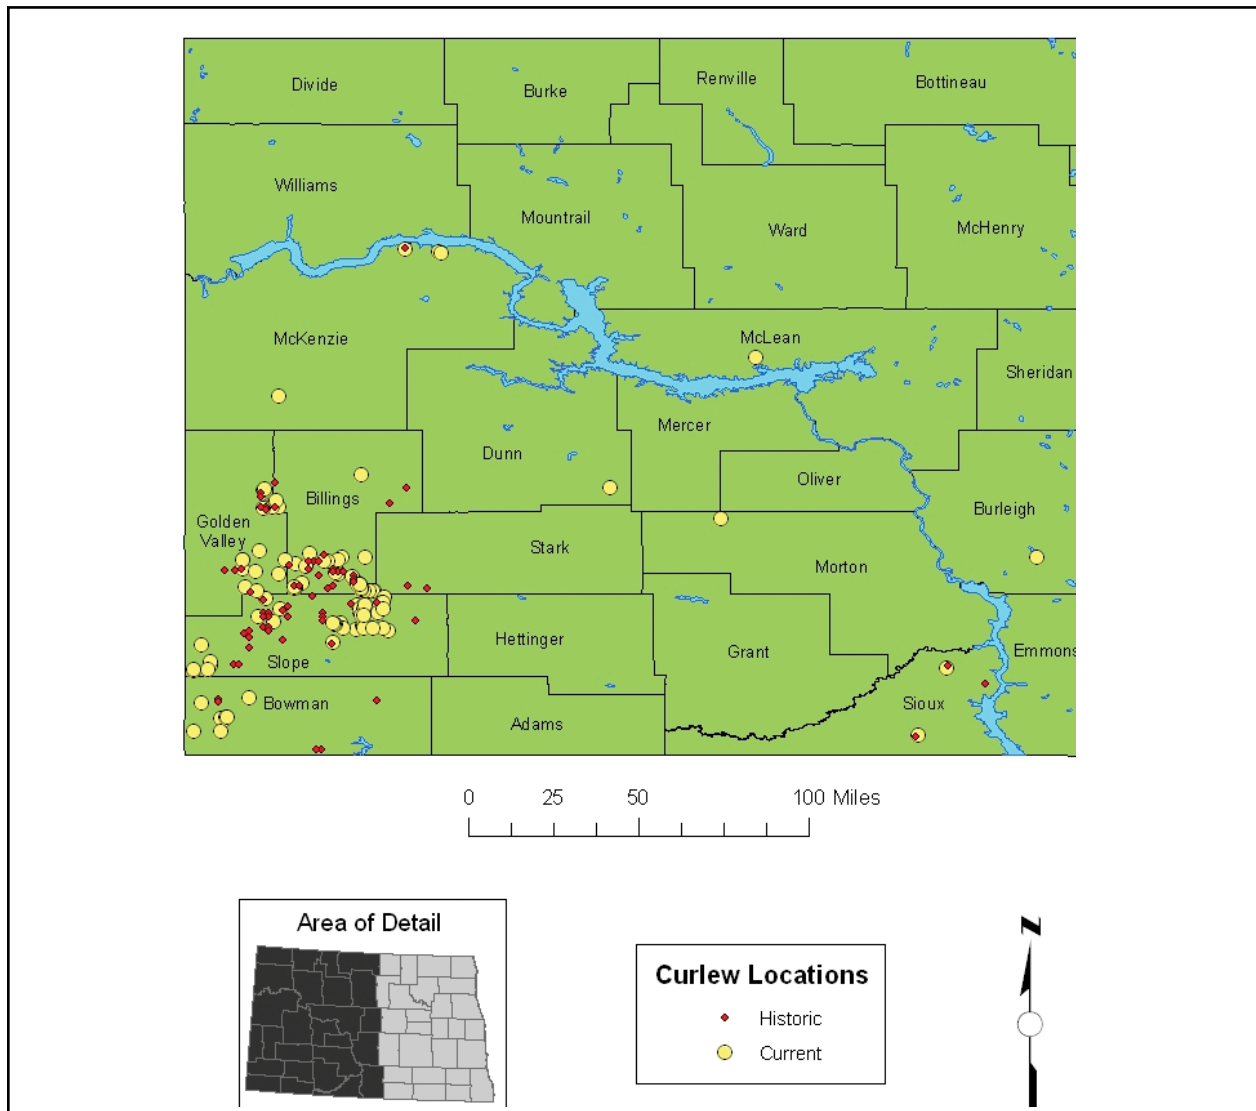 Divide
Burke
Renville
Bottineau
Williams
Mountrail
Ward
McHenry
McKenzie
McLean
Sheridan
Mercer
Dunn
Oliver
Billings
Golden
Valley
Burleigh
Stark
Morton
Hettinger
Grant
Emmons
Slope
Sioux
Bowman
Adams
0 25 50 100 Miles
Area of Detail
Curlew Locations
Historic
Current
N